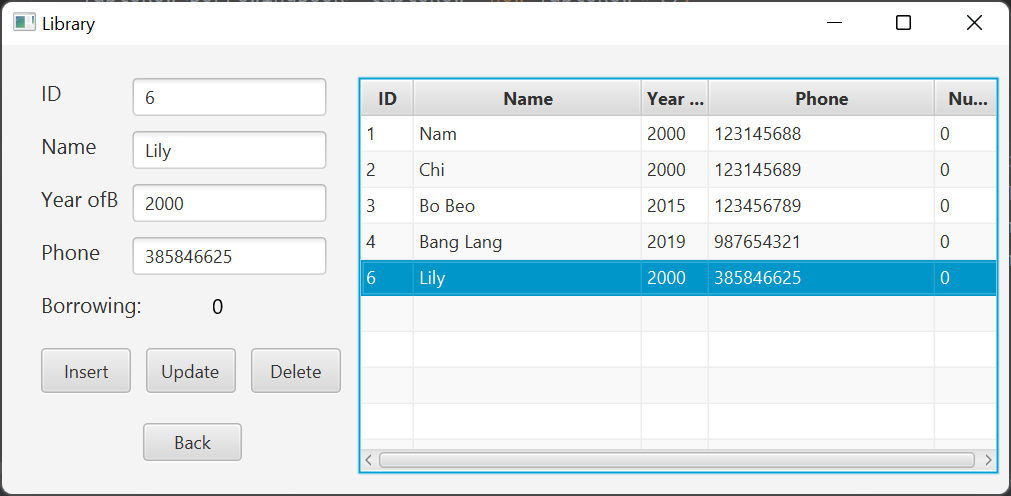 Library
ID 6
Name Lily
Year ofB 2000
Phone 385846625
Borrowing: 0
Insert Update Delete
Back
ID Name Year ... Phone Nu...
1 Nam 2000 123145688 0
2 Chi 2000 123145689 0
3 Bo Beo 2015 123456789 0
4 Bang Lang 2019 987654321 0
6 Lily 2000 385846625 0